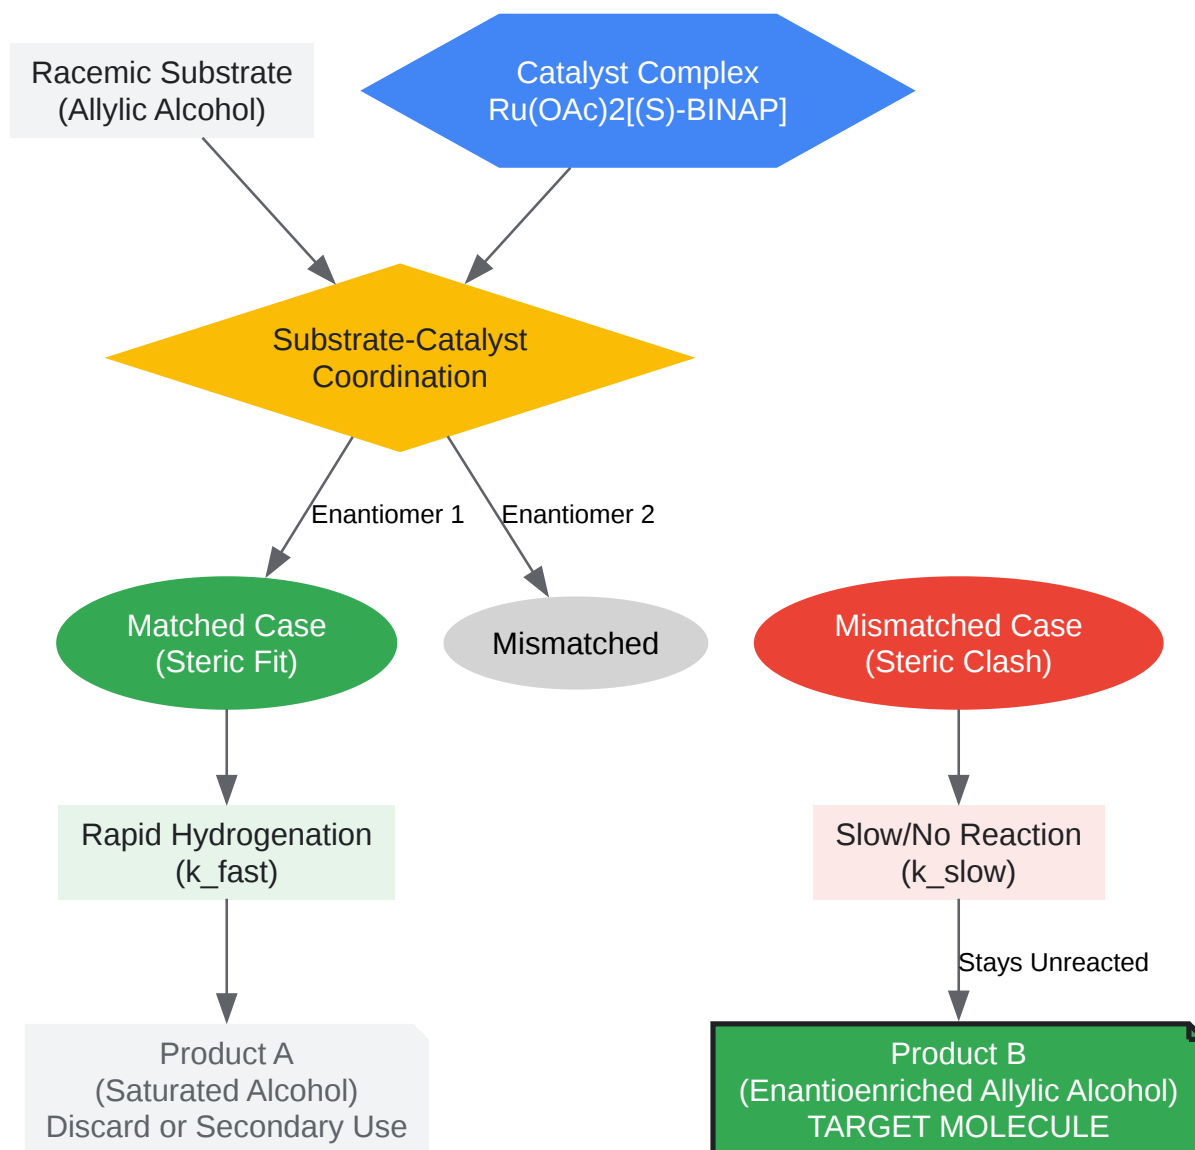 Racemic Substrate
(Allylic Alcohol)
Catalyst Complex
Ru(OAc)2[(S)-BINAP]
Substrate-Catalyst
Coordination
Enantiomer 1
Enantiomer 2
Matched Case
(Steric Fit)
Mismatched
Mismatched Case
(Steric Clash)
Rapid Hydrogenation
(k_fast)
Slow/No Reaction
(k_slow)
Stays Unreacted
Product A
(Saturated Alcohol)
Discard or Secondary Use
Product B
(Enantioenriched Allylic Alcohol)
TARGET MOLECULE